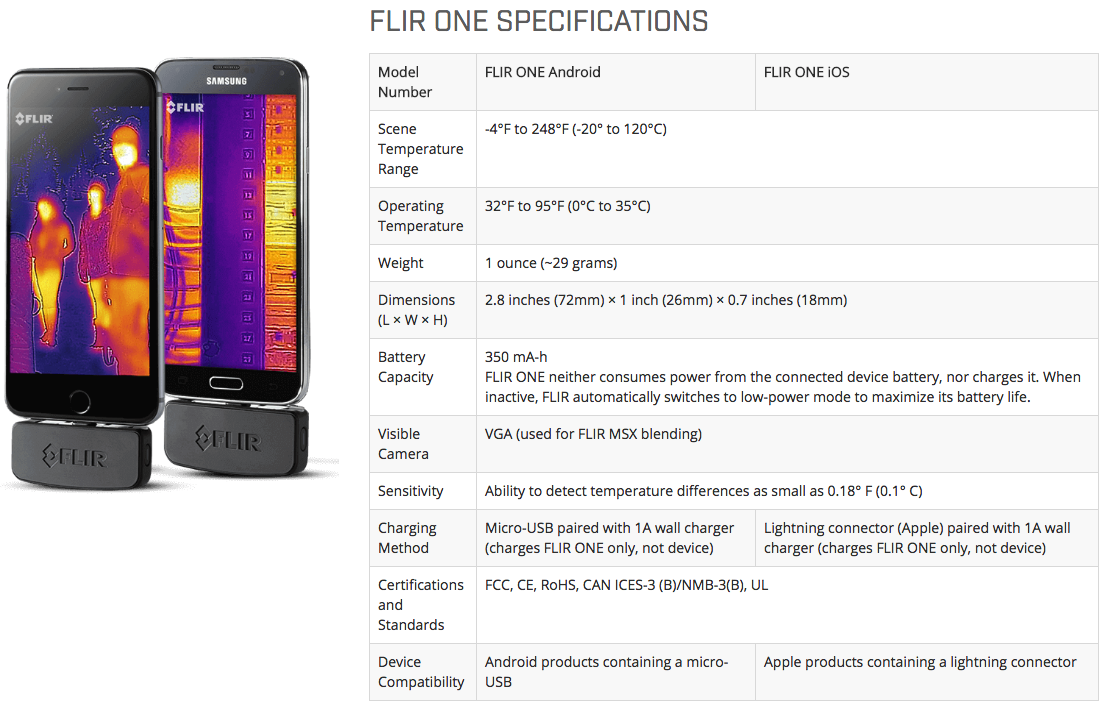 FLIR ONE SPECIFICATIONS
SAMSUNG
FLIR
FLIR
FLIR
FLIR
Model
Number
FLIR ONE Android
FLIR ONE iOS
Scene
Temperature
Range
-4°F to 248°F (-20° to 120°C)
Operating
Temperature
32°F to 95°F (0°C to 35°C)
Weight
1 ounce (~29 grams)
Dimensions
(L × W × H)
2.8 inches (72mm) × 1 inch (26mm) × 0.7 inches (18mm)
Battery
Capacity
350 mA-h
FLIR ONE neither consumes power from the connected device battery, nor charges it. When
inactive, FLIR automatically switches to low-power mode to maximize its battery life.
Visible
Camera
VGA (used for FLIR MSX blending)
Sensitivity
Ability to detect temperature differences as small as 0.18° F (0.1° C)
Charging
Method
Micro-USB paired with 1A wall charger
(charges FLIR ONE only, not device)
Lightning connector (Apple) paired with 1A wall
charger (charges FLIR ONE only, not device)
Certifications
and
Standards
FCC, CE, RoHS, CAN ICES-3 (B)/NMB-3(B), UL
Device
Compatibility
Android products containing a micro-
USB
Apple products containing a lightning connector